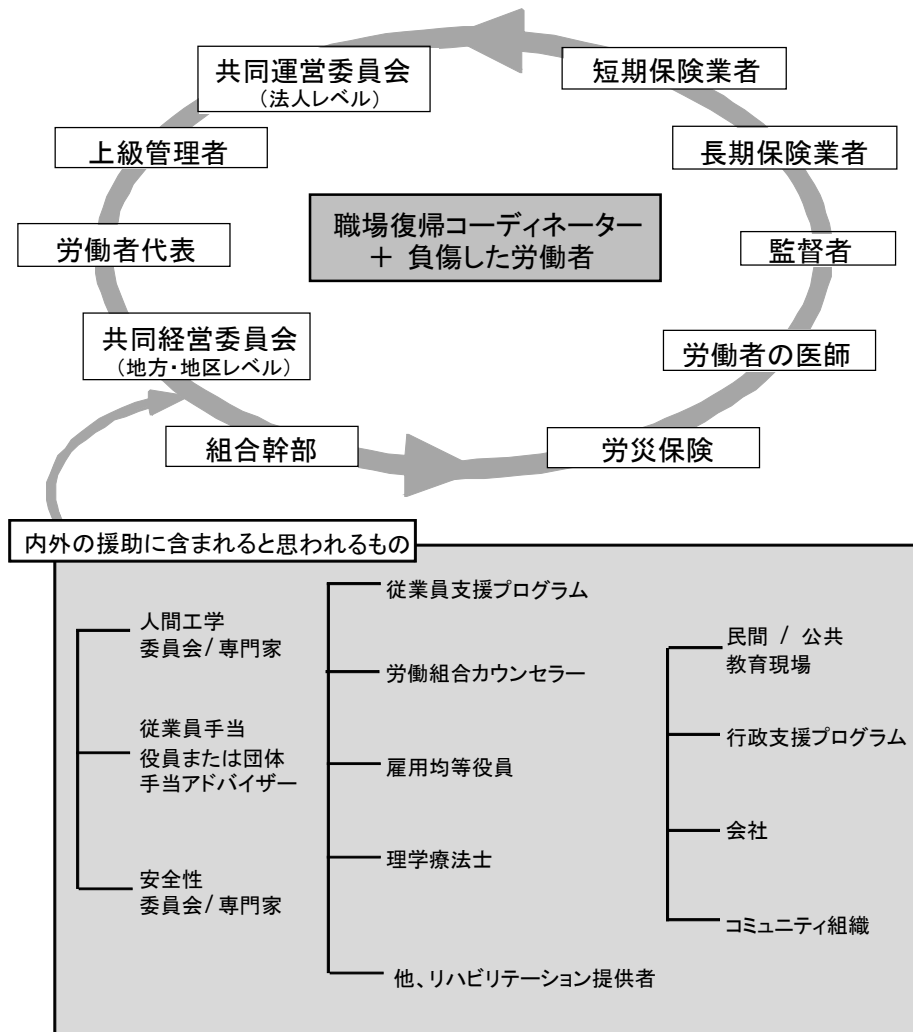 共同運営委員会
（法人レベル）
短期保険業者
上級管理者
長期保険業者
職場復帰コーディネーター
＋ 負傷した労働者
労働者代表
監督者
共同経営委員会
（地方・地区レベル）
労働者の医師
組合幹部
労災保険
内外の援助に含まれると思われるもの
人間工学
委員会/専門家
従業員手当
役員または団体
手当アドバイザー
安全性
委員会/専門家
従業員支援プログラム
労働組合カウンセラー
雇用均等役員
理学療法士
他、リハビリテーション提供者
民間 / 公共
教育現場
行政支援プログラム
会社
コミュニティ組織